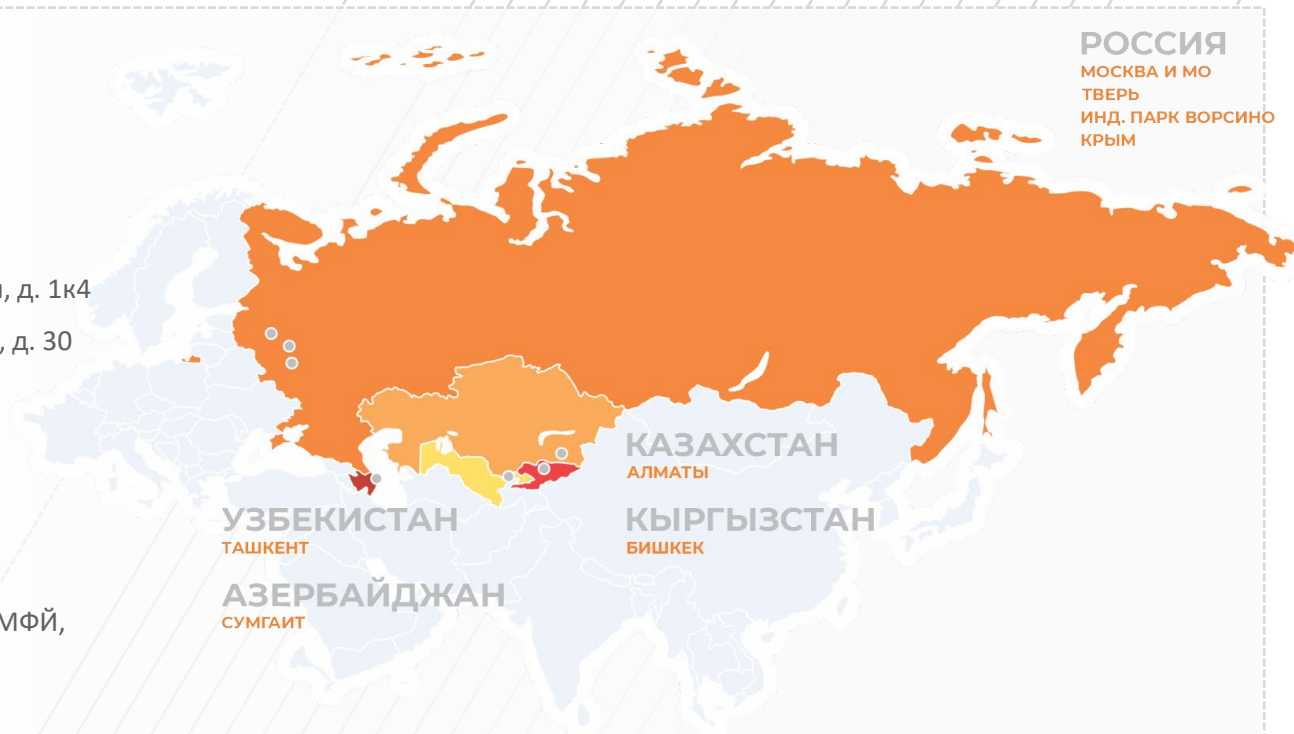 РОССИЯ
МОСКВА И МО
ТВЕРЬ
ИНД. ПАРК ВОРСИНО
КРЫМ
, д. 1к4
, д. 30
КАЗАХСТАН
АЛМАТЫ
УЗБЕКИСТАН
ТАШКЕНТ
КЫРГЫЗСТАН
БИШКЕК
АЗЕРБАЙДЖАН
СУМГАИТ
МФЙ,